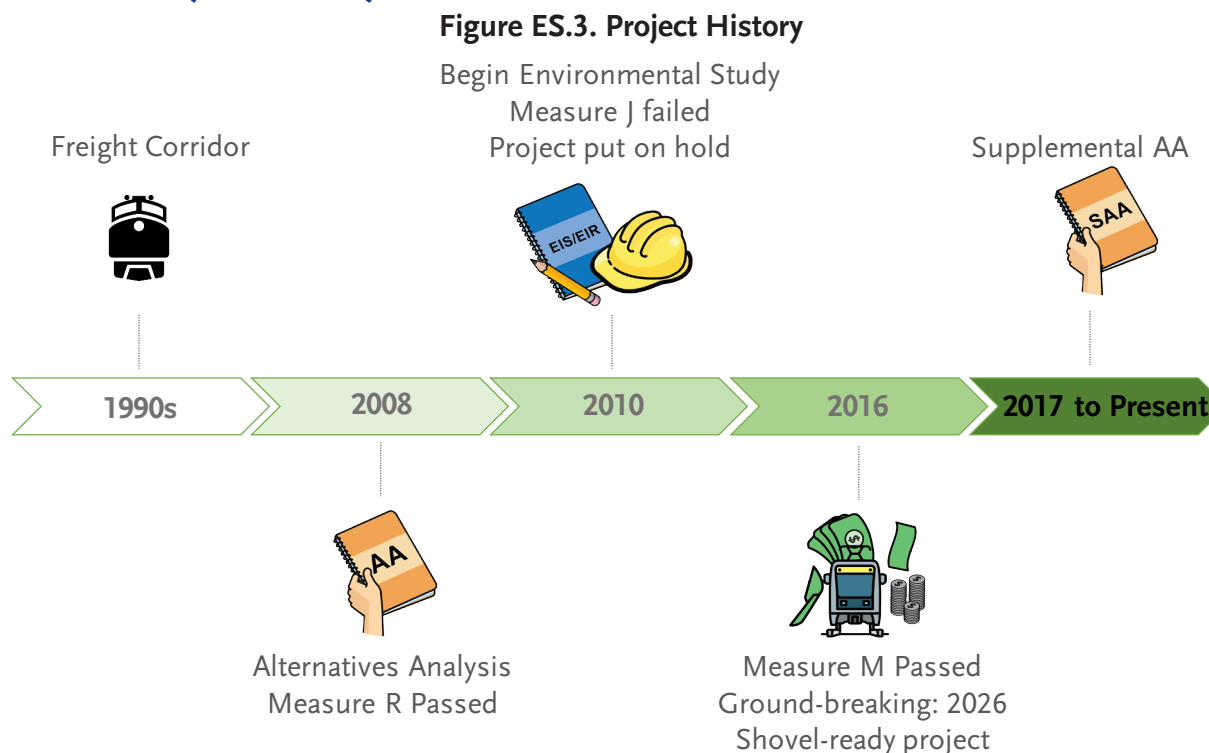 Figure ES.3. Project History
Begin Environmental Study
Measure J failed
Project put on hold
Freight Corridor
Supplemental AA
EIS/EIR
SAA
1990s
2008
2010
2016
2017 to Present
AA
Alternatives Analysis
Measure R Passed
Measure M Passed
Ground-breaking: 2026
Shovel-ready project